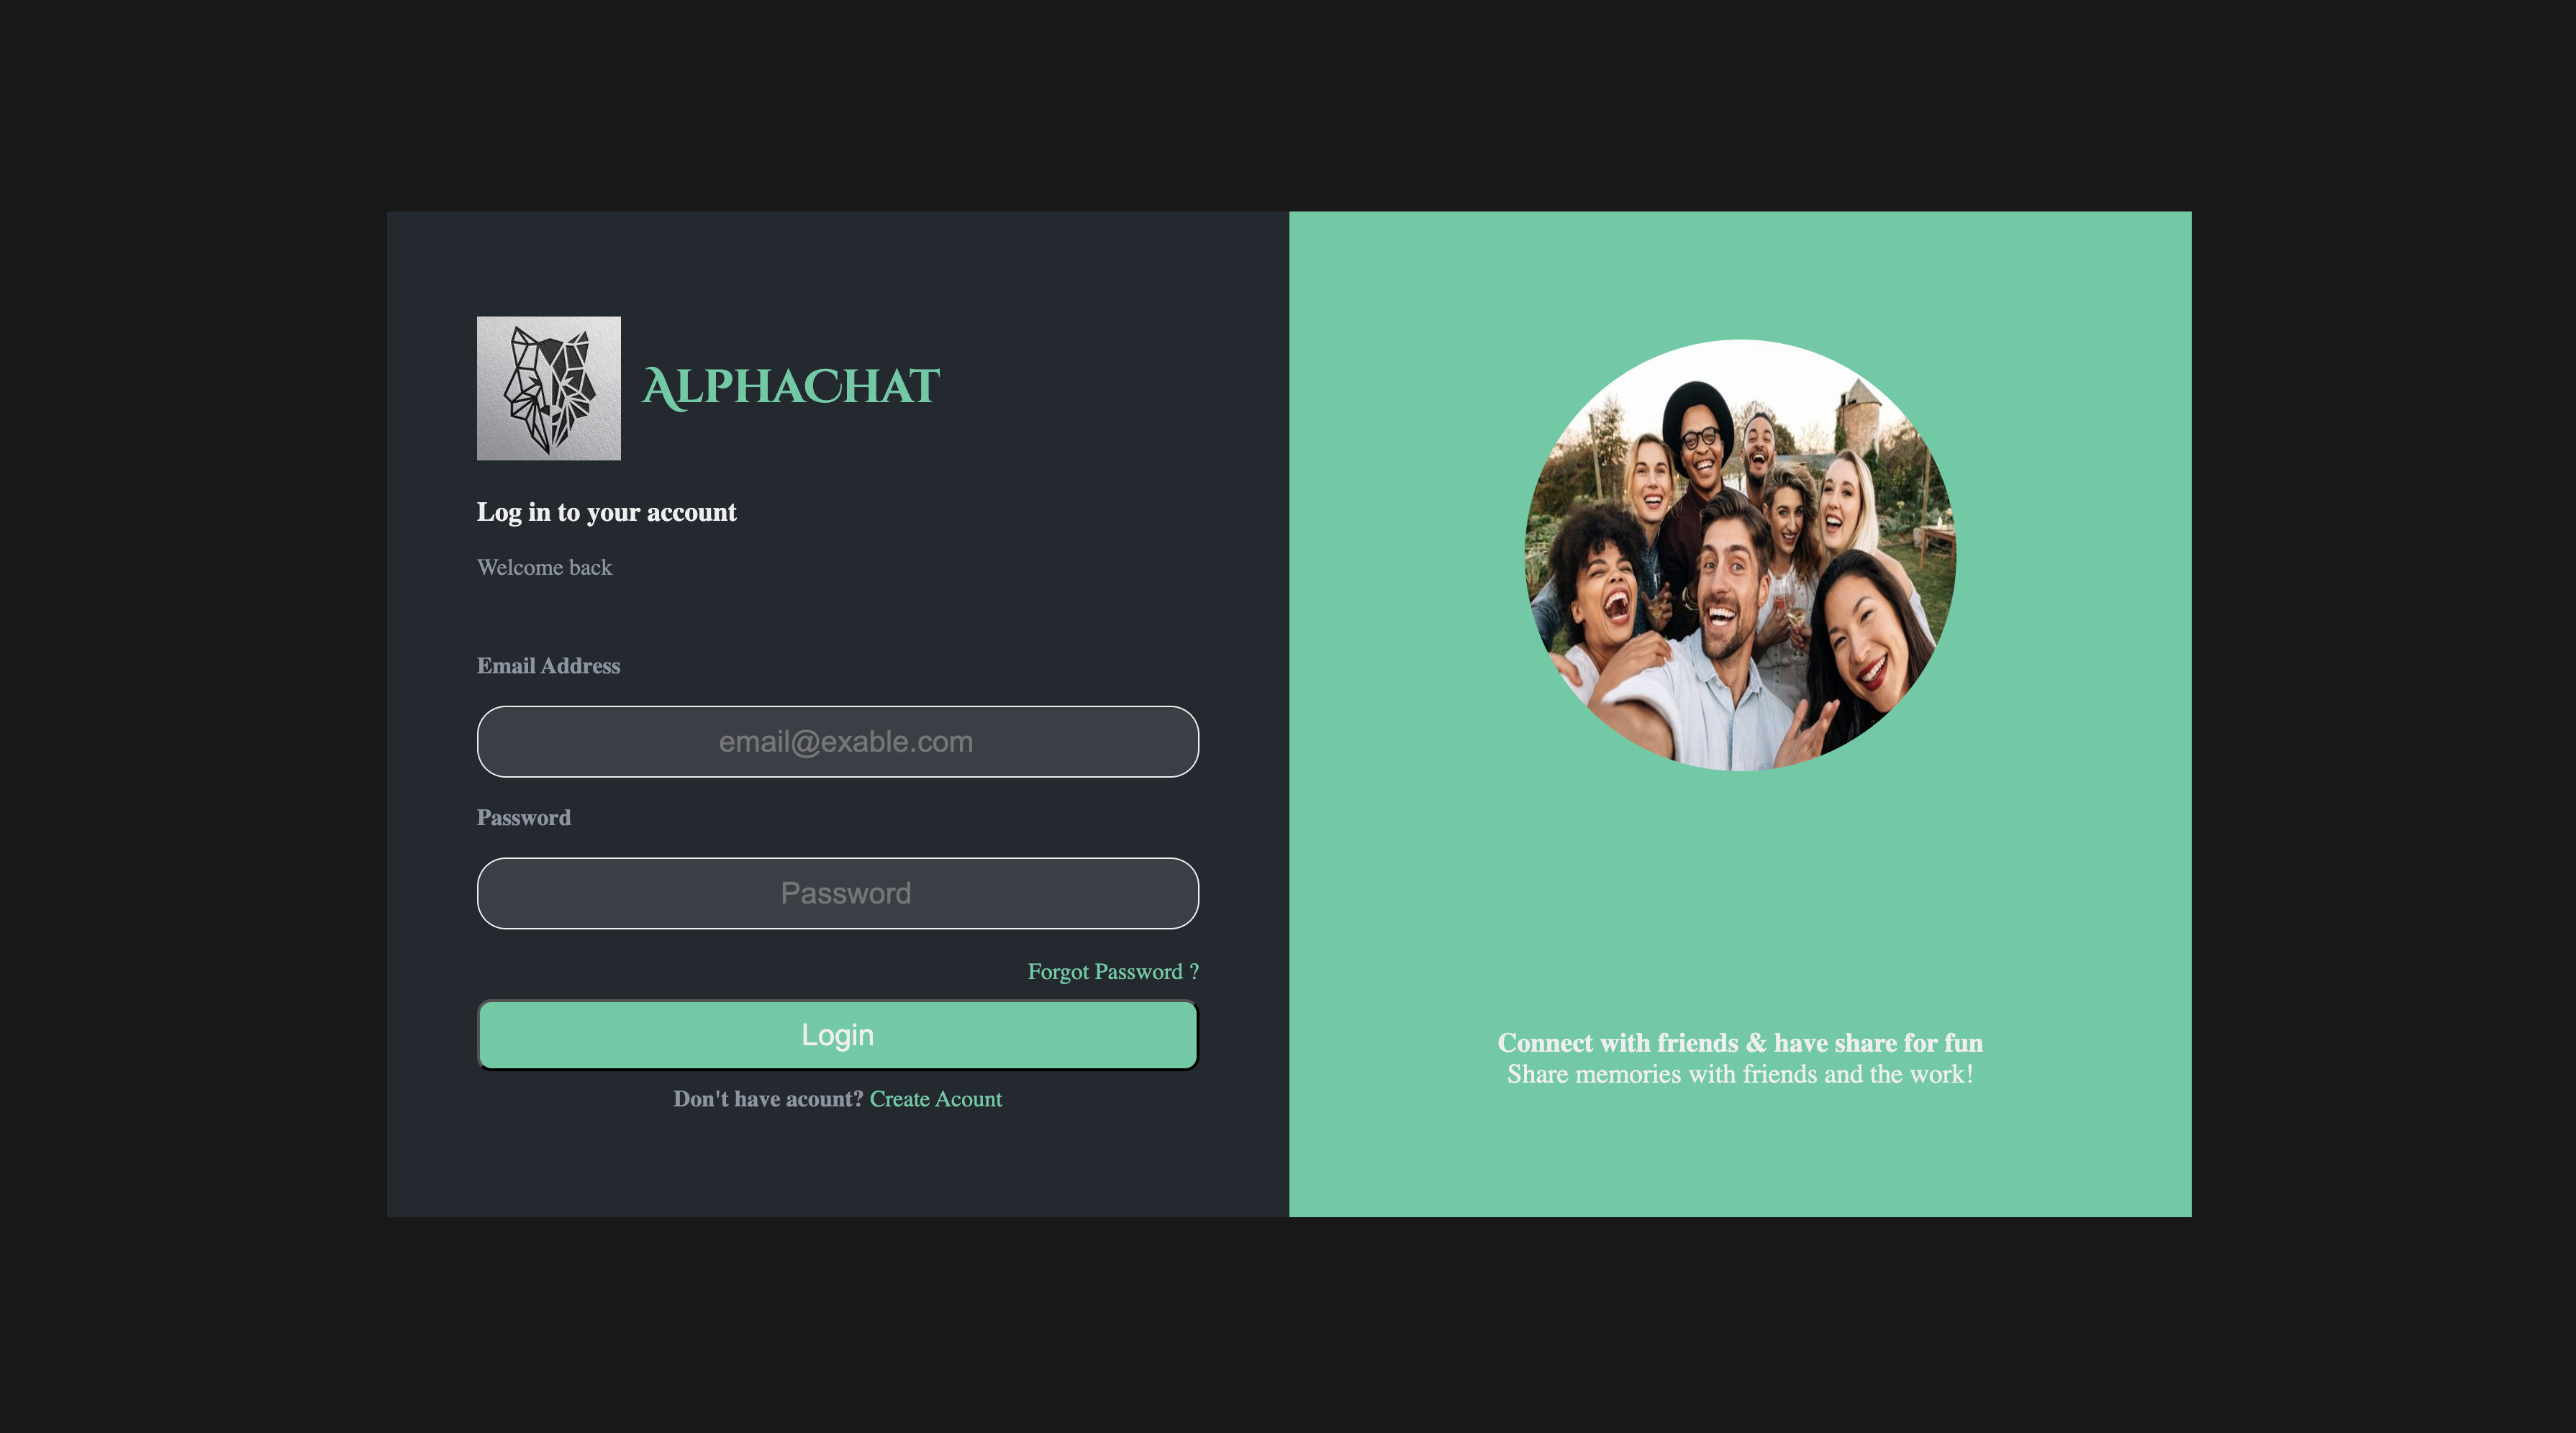 AlphaChat
Log in to your account
Welcome back
Email Address
email@exable.com
Password
Password
Forgot Password ?
Login
Don't have acount? Create Acount
Connect with friends & have share for fun
Share memories with friends and the work!